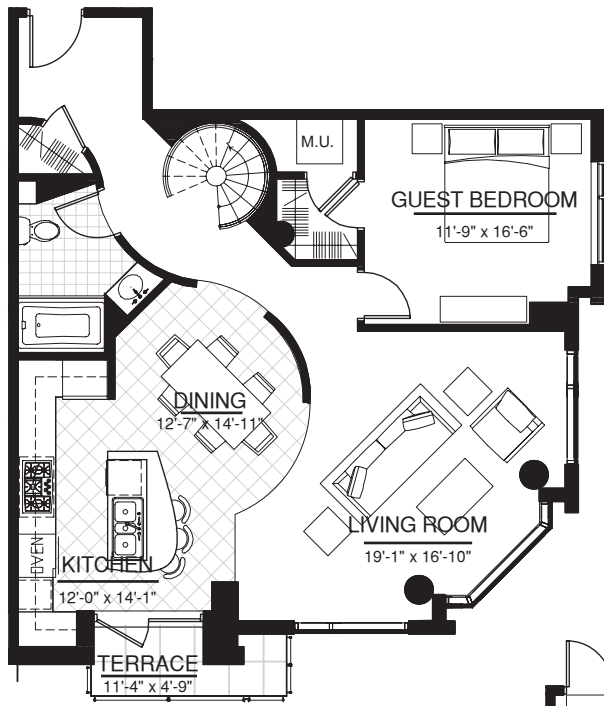 M.U.
GUEST BEDROOM
11'-9" x 16'-6"
DINING
12'-7" x 14'-11"
LIVING ROOM
19'-1" x 16'-10"
OVEN
KITCHEN
12'-0" x 14'-1"
TERRACE
11'-4" x 4'-9"